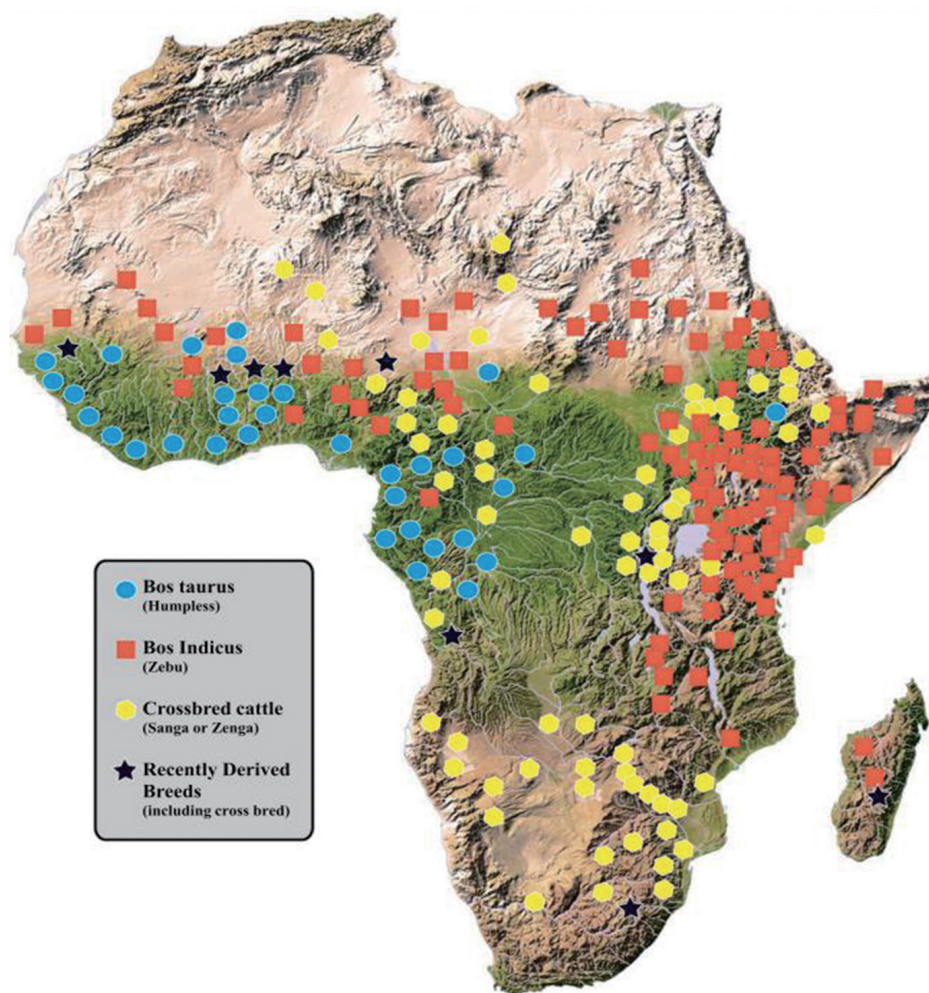 Bos taurus
(Humpless)
Bos Indicus
(Zebu)
Crossbred cattle
(Sanga or Zenga)
Recently Derived
Breeds
(including cross bred)